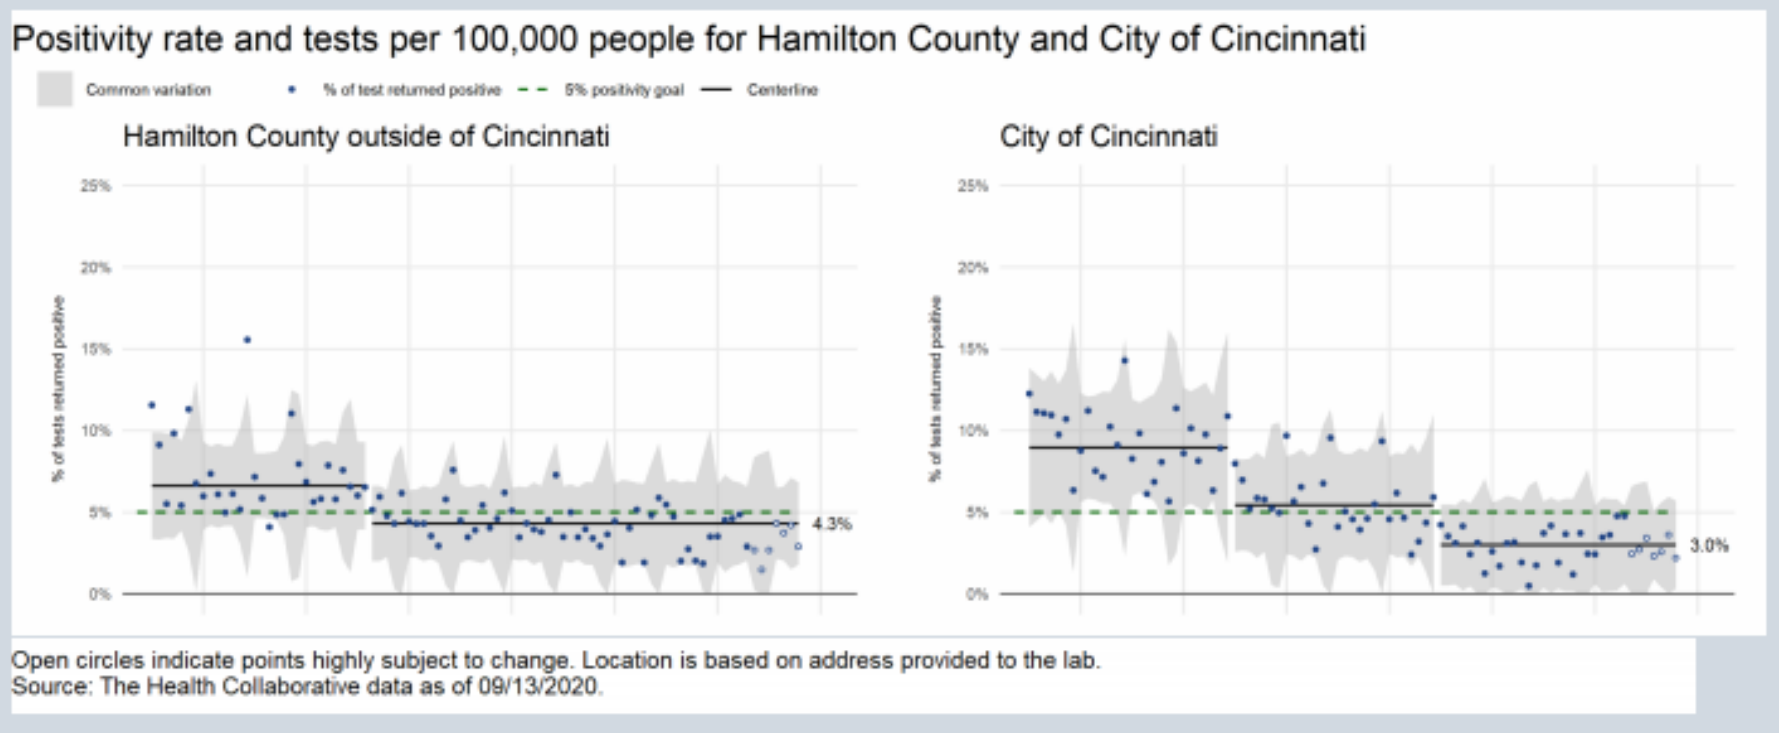 Positivity rate and tests per 100,000 people for Hamilton County and City of Cincinnati
Common variation % of test returned positive 5% positivity goal Centerline
Hamilton County outside of Cincinnati
25%
20%
15%
10%
5%
0%
% of tests returned positive
4.3%
City of Cincinnati
25%
20%
15%
10%
5%
0%
% of tests returned positive
3.0%
Open circles indicate points highly subject to change. Location is based on address provided to the lab.
Source: The Health Collaborative data as of 09/13/2020.